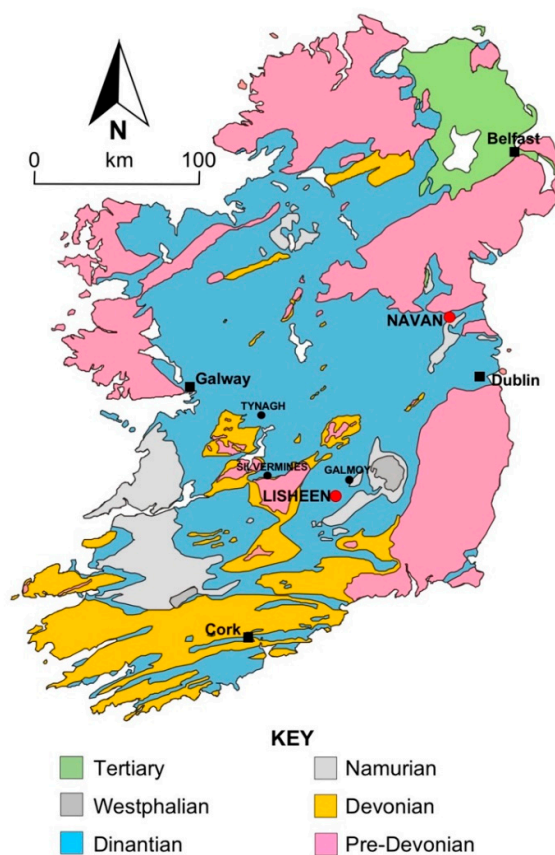 N
0 km 100
Belfast
NAVAN
Dublin
Galway
TYNAGH
SILVERMINES
GALMOY
LISHEEN
Cork
KEY
Tertiary
Namurian
Westphalian
Devonian
Dinantian
Pre-Devonian